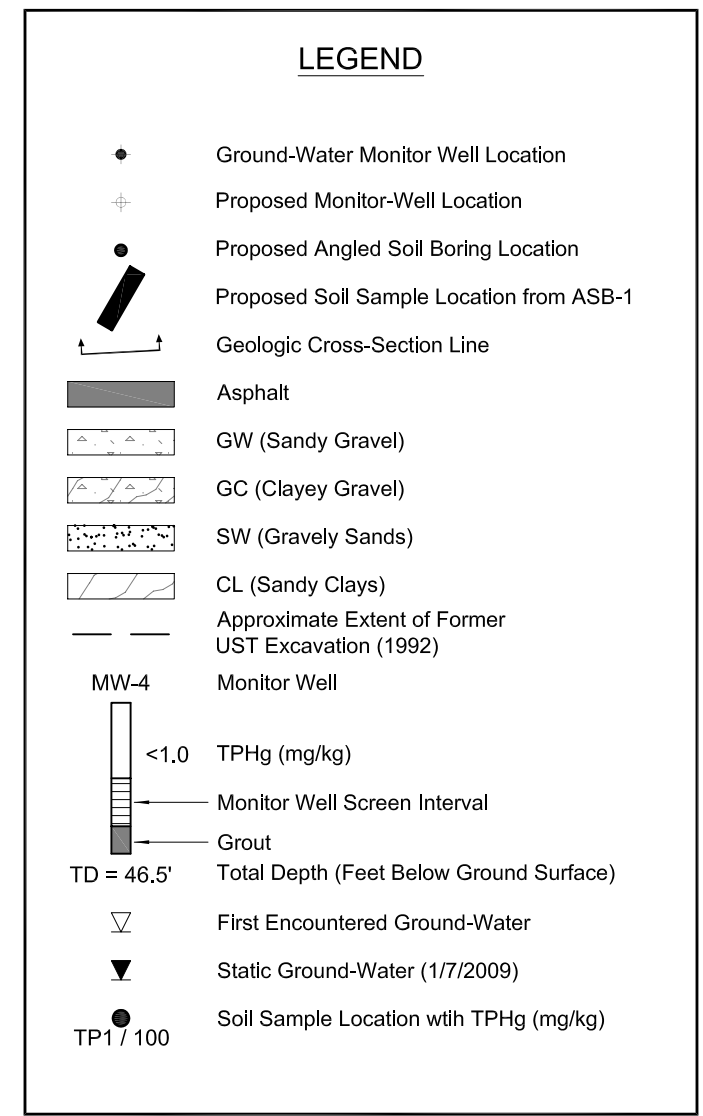 LEGEND
Ground-Water Monitor Well Location
Proposed Monitor-Well Location
Proposed Angled Soil Boring Location
Proposed Soil Sample Location from ASB-1
Geologic Cross-Section Line
Asphalt
GW (Sandy Gravel)
GC (Clayey Gravel)
SW (Gravely Sands)
CL (Sandy Clays)
Approximate Extent of Former
UST Excavation (1992)
MW-4 Monitor Well
<1.0 TPHg (mg/kg)
Monitor Well Screen Interval
Grout
TD = 46.5' Total Depth (Feet Below Ground Surface)
First Encountered Ground-Water
Static Ground-Water (1/7/2009)
Soil Sample Location wtih TPHg (mg/kg)
TP1 / 100